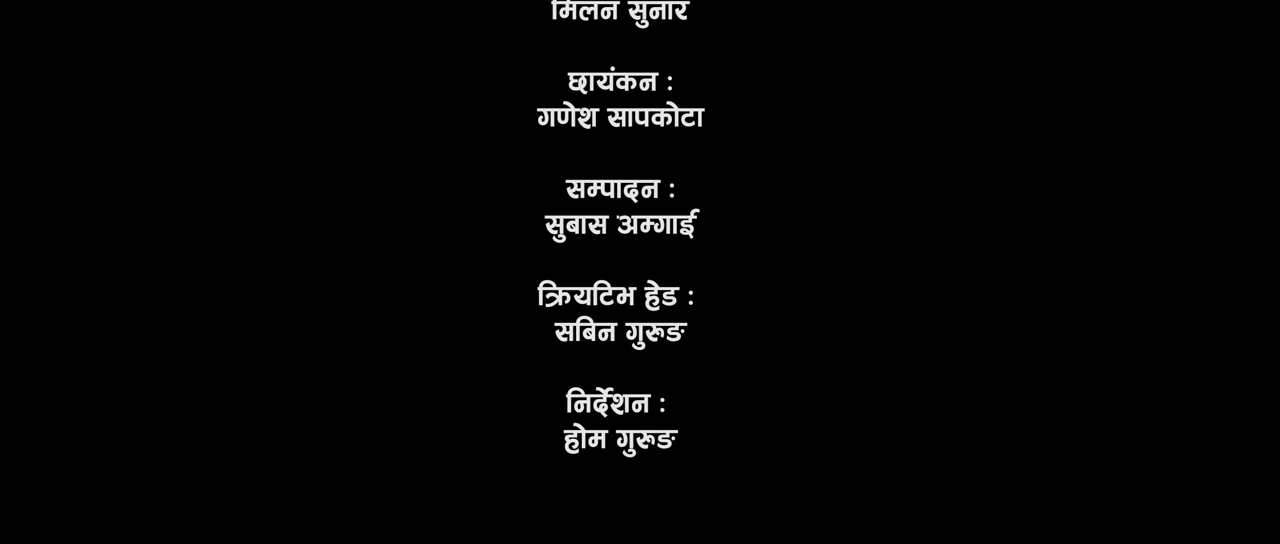 मिलन सुनार
छायंकन :
गणेश सापकोटा
सम्पादन :
सुबास अम्गाई
क्रियटिभ हेड :
सबिन गुरूङ
निर्देशन :
होम गुरूङ